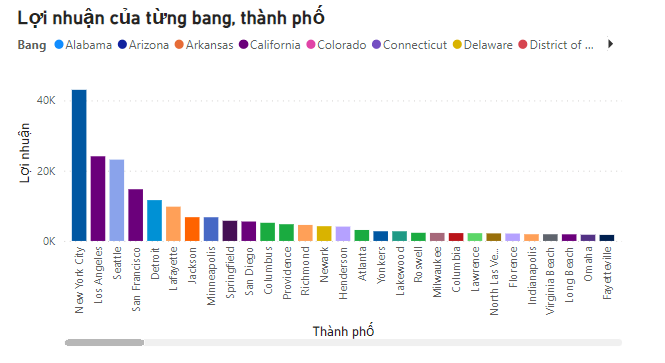 Lợi nhuận của từng bang, thành phố
Bang Alabama Arizona Arkansas California Colorado Connecticut Delaware District of ...
40K
20K
0K
Lợi nhuận
New York City
Los Angeles
Seattle
San Francisco
Detroit
Lafayette
Jackson
Minneapolis
Springfield
San Diego
Columbus
Providence
Richmond
Newark
Henderson
Atlanta
Yonkers
Lakewood
Roswell
Milwaukee
Columbia
Lawrence
North Las Ve...
Florence
Indianapolis
Virginia Beach
Long Beach
Omaha
Fayetteville
Thành phố